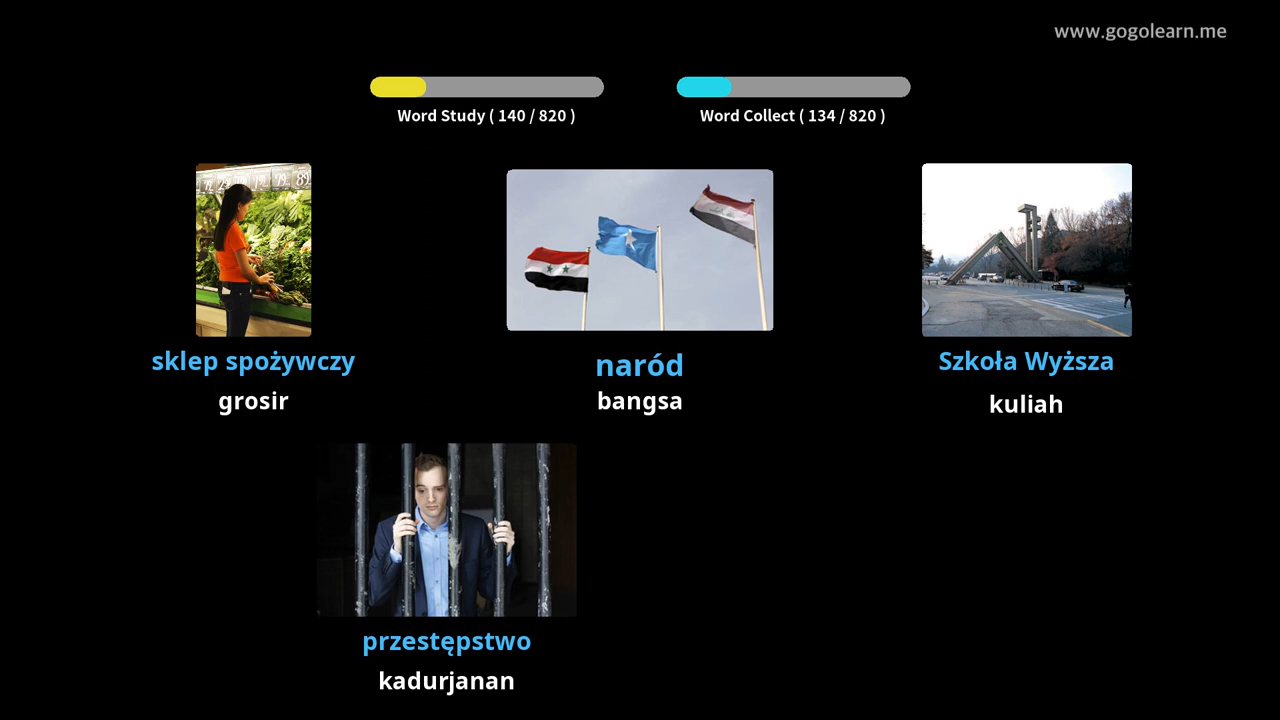 www.gogolearn.me
Word Study ( 140 / 820 )
Word Collect ( 134 / 820 )
sklep spożywczy
grosir
naród
bangsa
Szkoła Wyższa
kuliah
przestępstwo
kadurjanan